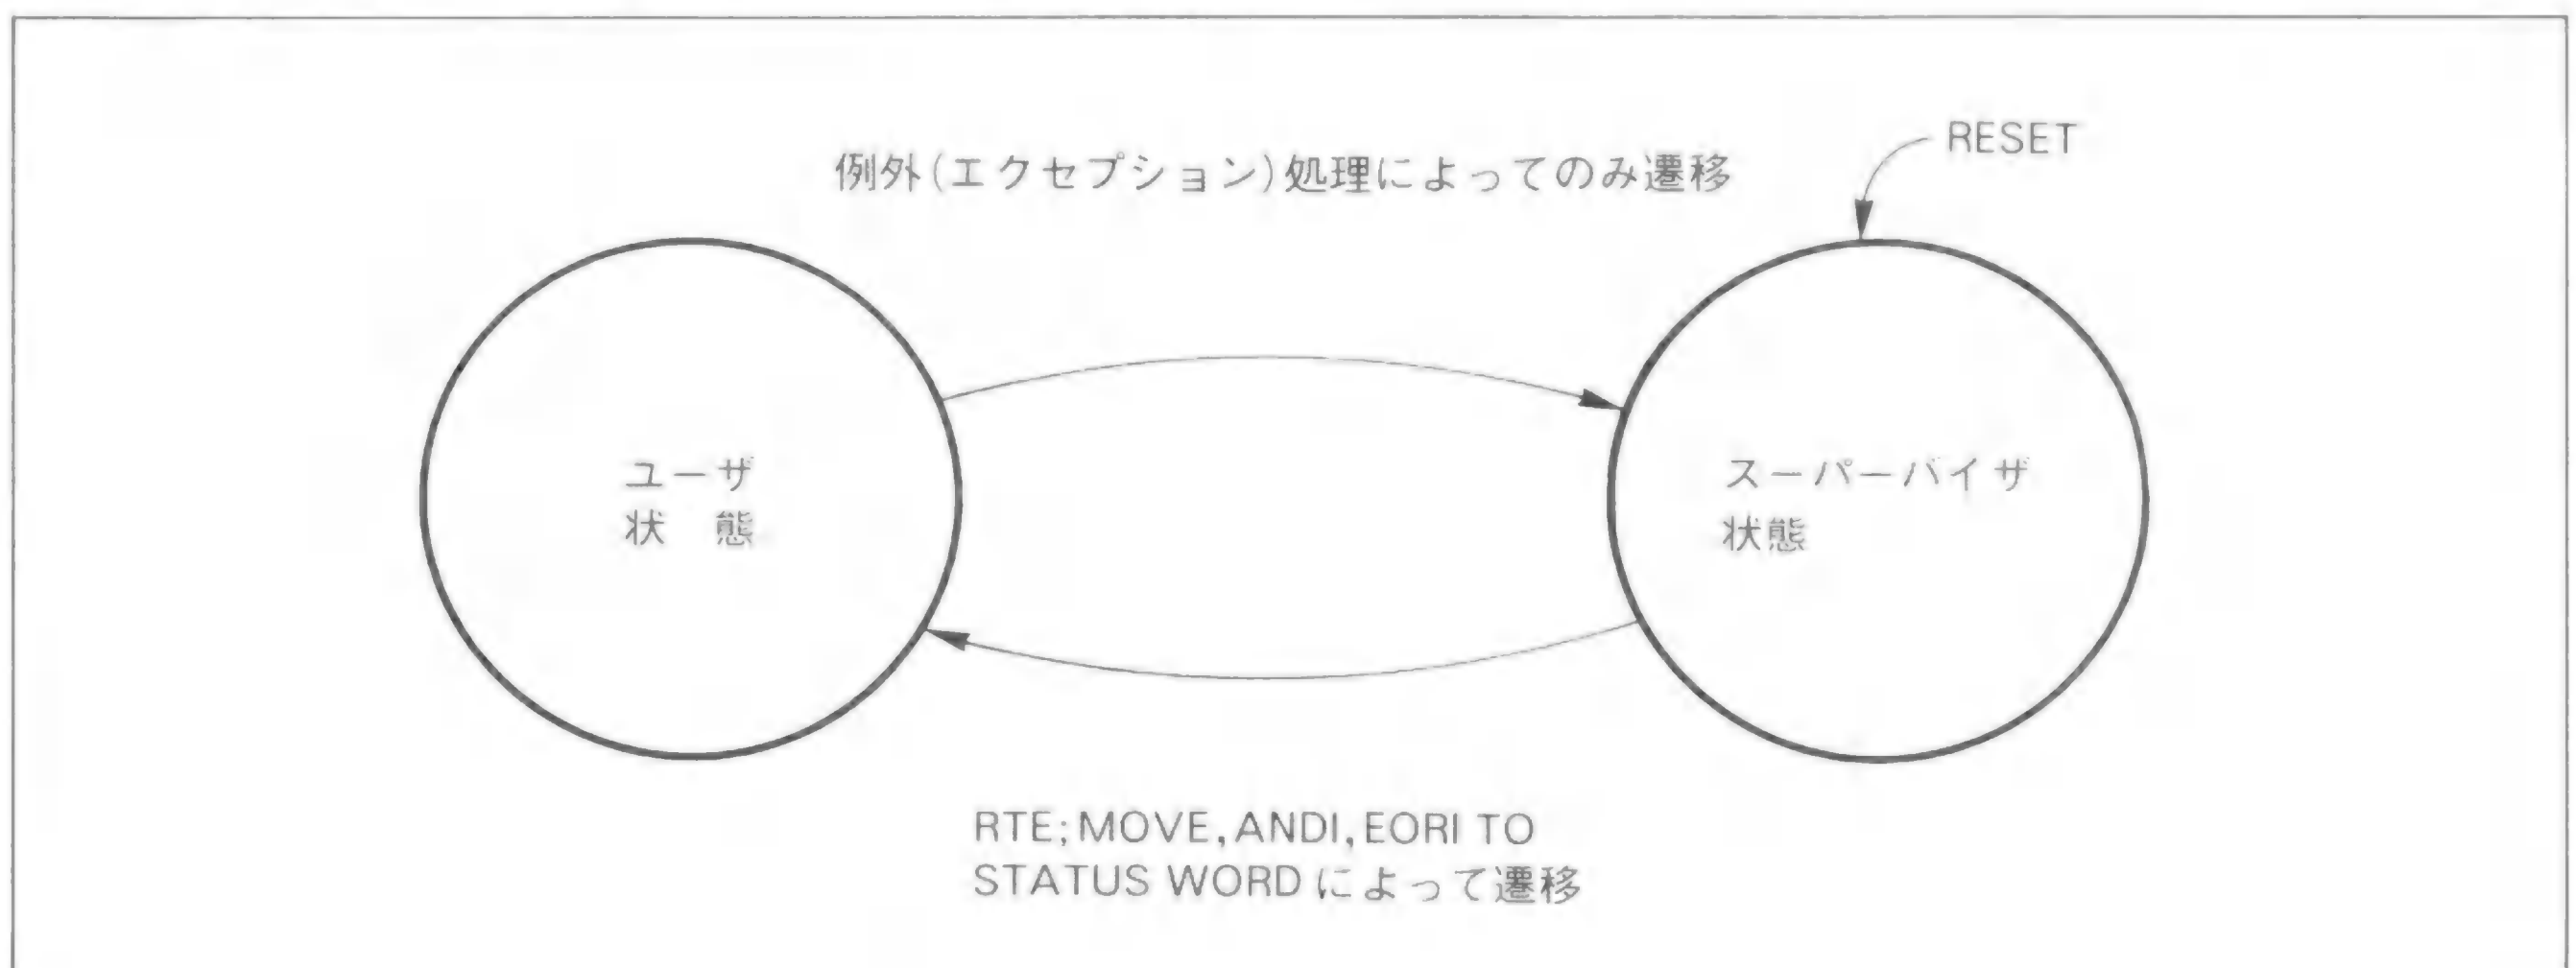 RESET
例外(エクセプション)処理によってのみ遷移
ユーザ
状 態
スーパーバイザ
状態
RTE;MOVE,ANDI,EORI TO
STATUS WORDによって遷移